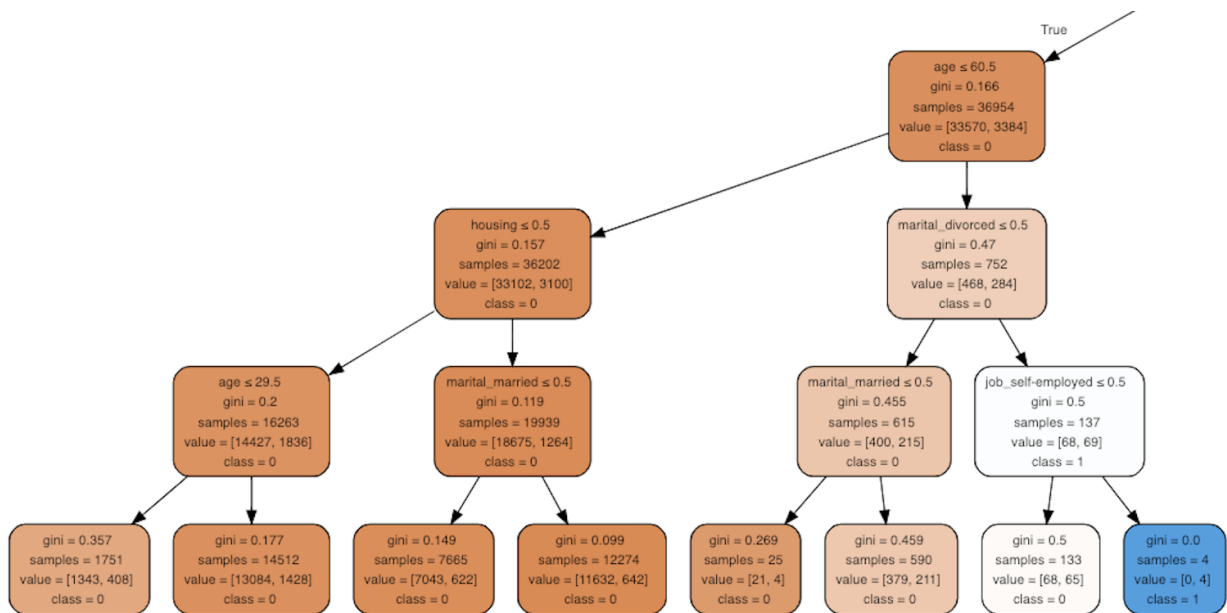 True
age ≤ 60.5
gini = 0.166
samples = 36954
value = [33570, 3384]
class = 0
housing ≤ 0.5
gini = 0.157
samples = 36202
value = [33102, 3100]
class = 0
marital_divorced ≤ 0.5
gini = 0.47
samples = 752
value = [468, 284]
class = 0
age ≤ 29.5
gini = 0.2
samples = 16263
value = [14427, 1836]
class = 0
marital_married ≤ 0.5
gini = 0.119
samples = 19939
value = [18675, 1264]
class = 0
marital_married ≤ 0.5
gini = 0.455
samples = 615
value = [400, 215]
class = 0
job_self-employed ≤ 0.5
gini = 0.5
samples = 137
value = [68, 69]
class = 1
gini = 0.357
samples = 1751
value = [1343, 408]
class = 0
gini = 0.177
samples = 14512
value = [13084, 1428]
class = 0
gini = 0.149
samples = 7665
value = [7043, 622]
class = 0
gini = 0.099
samples = 12274
value = [11632, 642]
class = 0
gini = 0.269
samples = 25
value = [21, 4]
class = 0
gini = 0.459
samples = 590
value = [379, 211]
class = 0
gini = 0.5
samples = 133
value = [68, 65]
class = 0
gini = 0.0
samples = 4
value = [0, 4]
class = 1